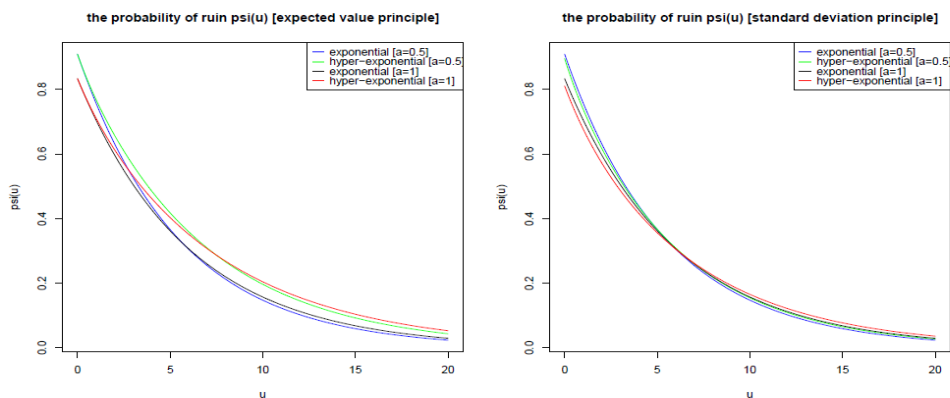 the probability of ruin psi(u) [expected value principle]
exponential [a=0.5]
hyper-exponential [a=0.5]
exponential [a=1]
hyper-exponential [a=1]
psi(u)
0.8
0.6
0.4
0.2
0.0
0 5 10 15 20
u
the probability of ruin psi(u) [standard deviation principle]
exponential [a=0.5]
hyper-exponential [a=0.5]
exponential [a=1]
hyper-exponential [a=1]
psi(u)
0.8
0.6
0.4
0.2
0.0
0 5 10 15 20
u